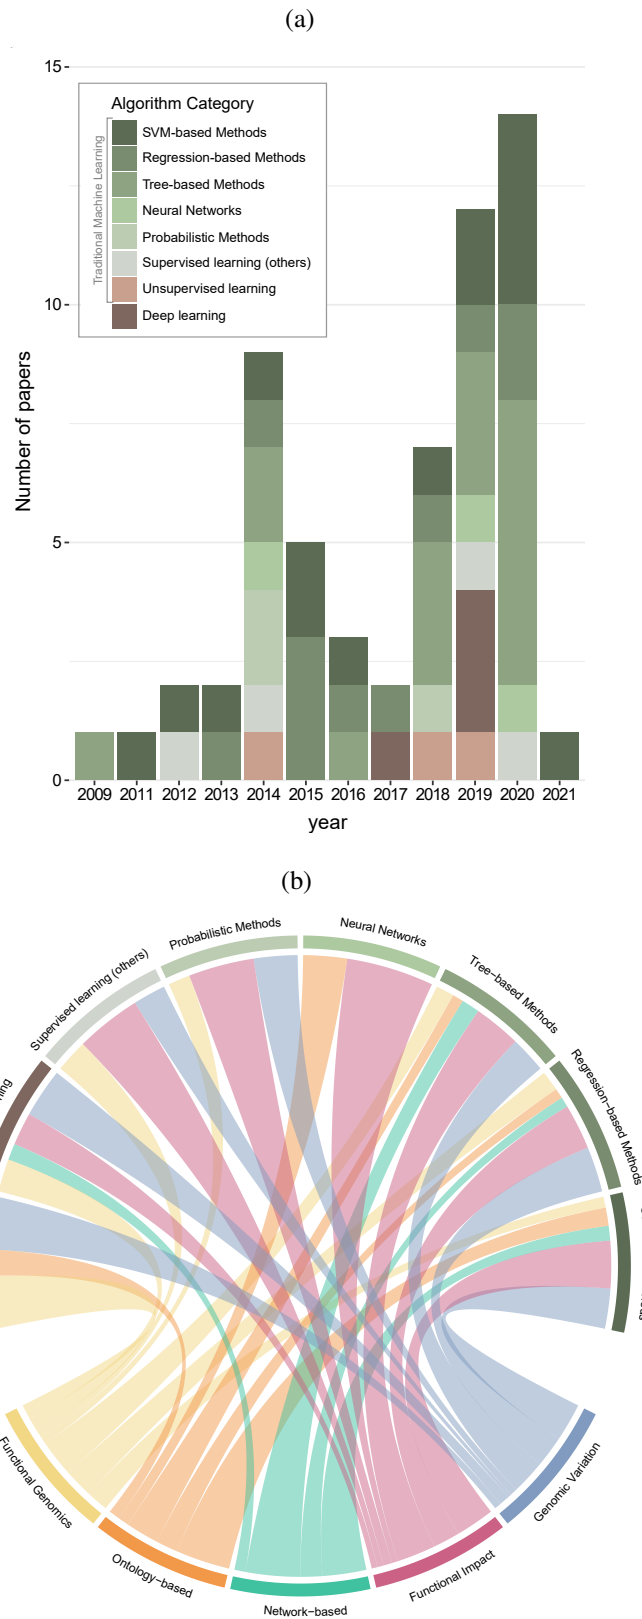 (a)
15
10
5
0
Number of papers
Algorithm Category
Traditional Machine Learning
SVM-based Methods
Regression-based Methods
Tree-based Methods
Neural Networks
Probabilistic Methods
Supervised learning (others)
Unsupervised learning
Deep learning
2009 2011 2012 2013 2014 2015 2016 2017 2018 2019 2020 2021
year
(b)
Probabilistic Methods
Neural Networks
Supervised learning (others)
Tree-based Methods
Regression-based Methods
Functional Genomics
Ontology-based
Network-based
Functional Impact
Genomic Variation